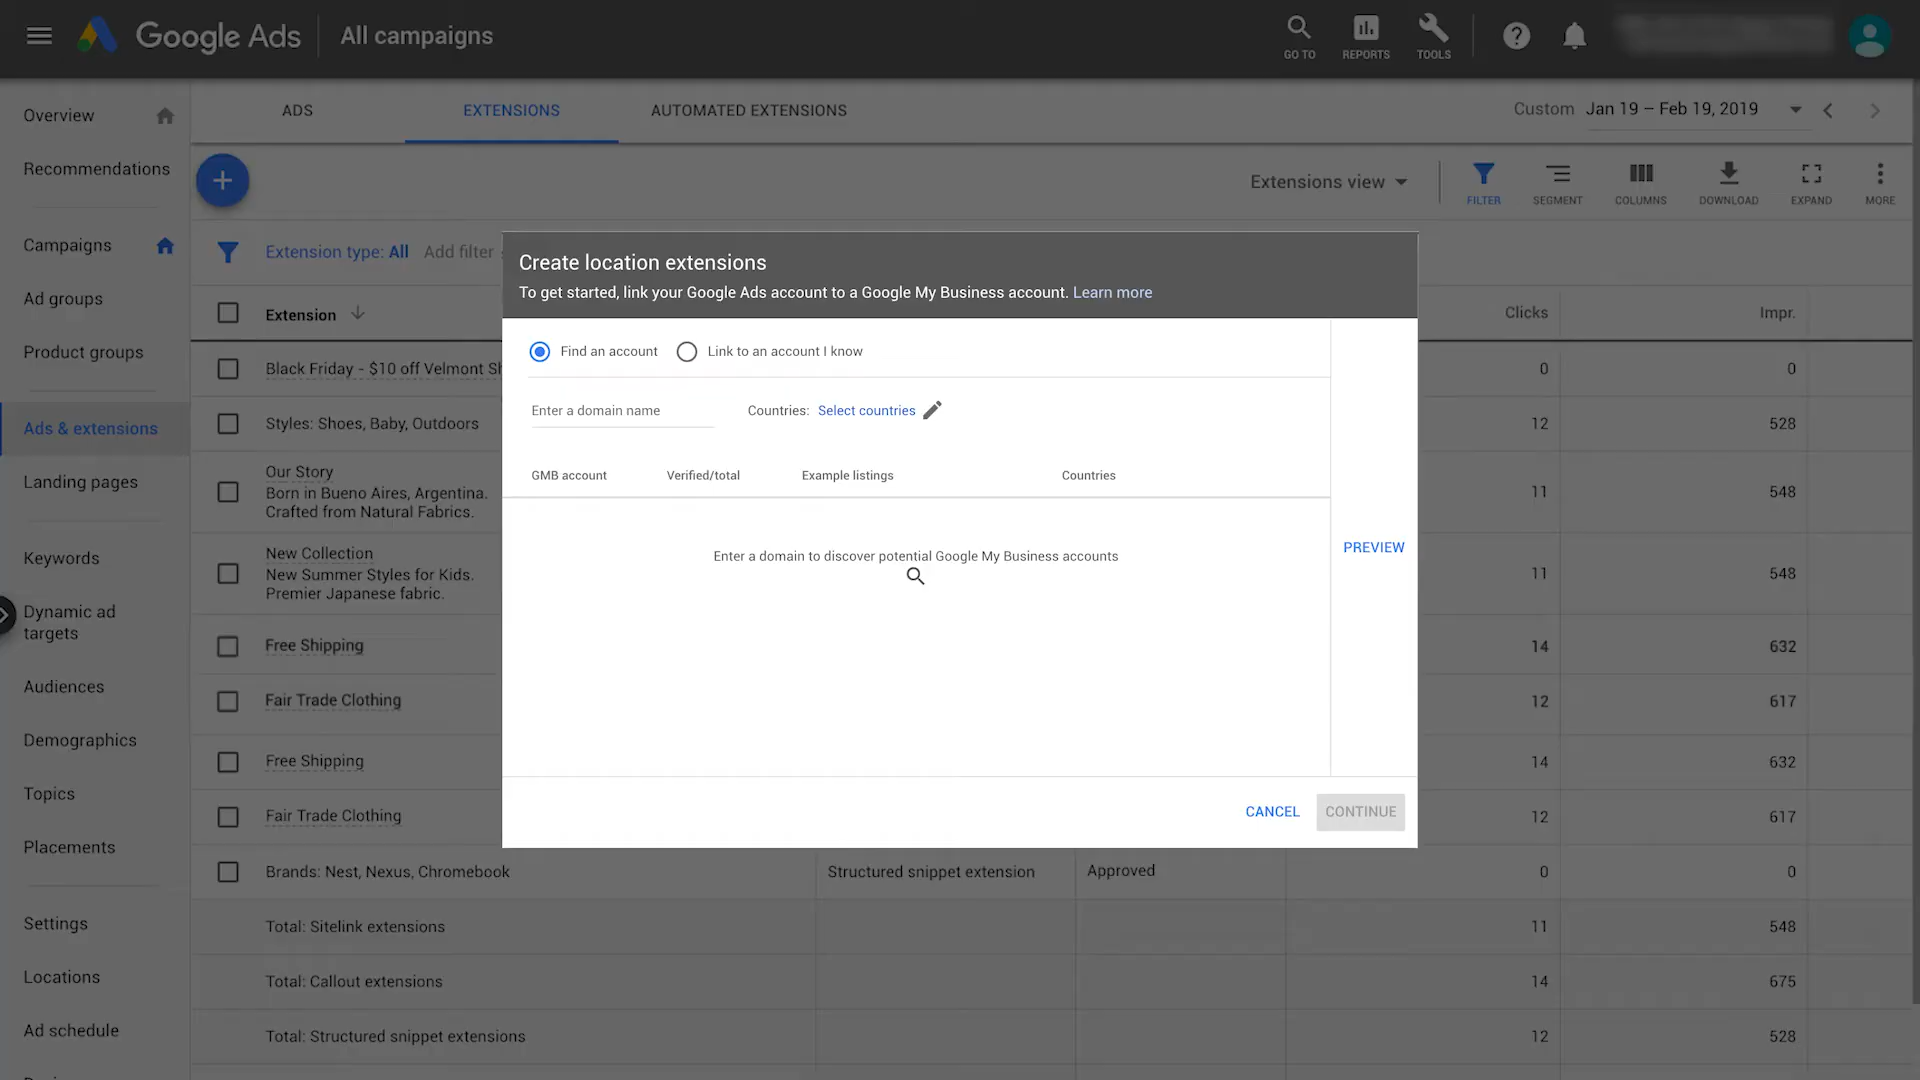 Google Ads
All campaigns
GO TO
REPORTS
TOOLS
Overview
Recommendations
Campaigns
Ad groups
Product groups
Ads & extensions
Landing pages
Keywords
Dynamic ad
targets
Audiences
Demographics
Topics
Placements
Settings
Locations
Ad schedule
ADS
EXTENSIONS
AUTOMATED EXTENSIONS
Custom Jan 19 – Feb 19, 2019
Extensions view
FILTER
SEGMENT
COLUMNS
DOWNLOAD
EXPAND
MORE
Extension type: All Add filter
Extension
Clicks
Impr.
Black Friday - $10 off Velmont
0
0
Styles: Shoes, Baby, Outdoors
12
528
Our Story
Born in Bueno Aires, Argentina.
Crafted from Natural Fabrics.
11
548
New Collection
New Summer Styles for Kids.
Premier Japanese fabric.
11
548
Free Shipping
14
632
Fair Trade Clothing
12
617
Free Shipping
14
632
Fair Trade Clothing
12
617
Brands: Nest, Nexus, Chromebook
Structured snippet extension
Approved
0
0
Total: Sitelink extensions
11
548
Total: Callout extensions
14
675
Total: Structured snippet extensions
12
528
Create location extensions
To get started, link your Google Ads account to a Google My Business account. Learn more
Find an account
Link to an account I know
Enter a domain name
Countries: Select countries
GMB account
Verified/total
Example listings
Countries
Enter a domain to discover potential Google My Business accounts
PREVIEW
CANCEL
CONTINUE